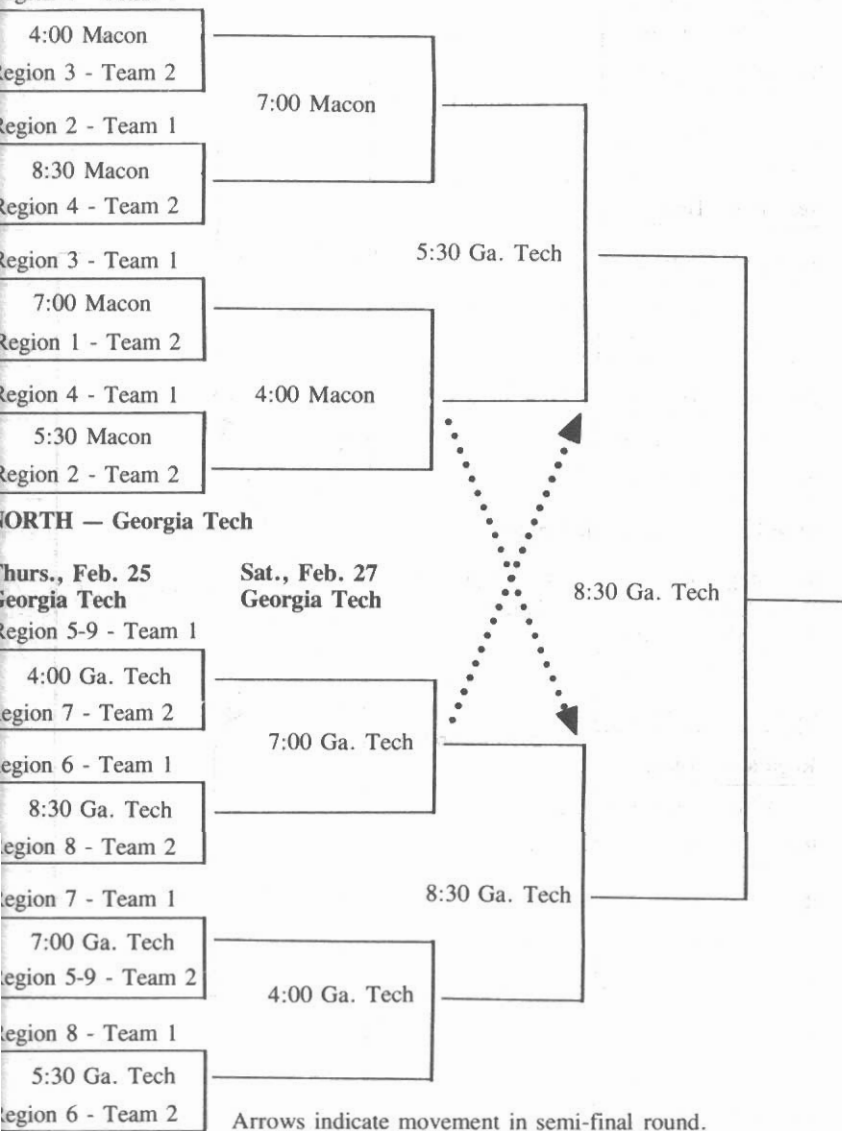 4:00 Macon
Region 3 - Team 2
7:00 Macon
Region 2 - Team 1
8:30 Macon
Region 4 - Team 2
5:30 Ga. Tech
Region 3 - Team 1
7:00 Macon
Region 1 - Team 2
Region 4 - Team 1
4:00 Macon
5:30 Macon
Region 2 - Team 2
NORTH — Georgia Tech
Thurs., Feb. 25
Georgia Tech
Sat., Feb. 27
Georgia Tech
8:30 Ga. Tech
Region 5-9 - Team 1
4:00 Ga. Tech
Region 7 - Team 2
7:00 Ga. Tech
Region 6 - Team 1
8:30 Ga. Tech
Region 8 - Team 2
8:30 Ga. Tech
Region 7 - Team 1
7:00 Ga. Tech
Region 5-9 - Team 2
4:00 Ga. Tech
Region 8 - Team 1
5:30 Ga. Tech
Region 6 - Team 2
Arrows indicate movement in semi-final round.